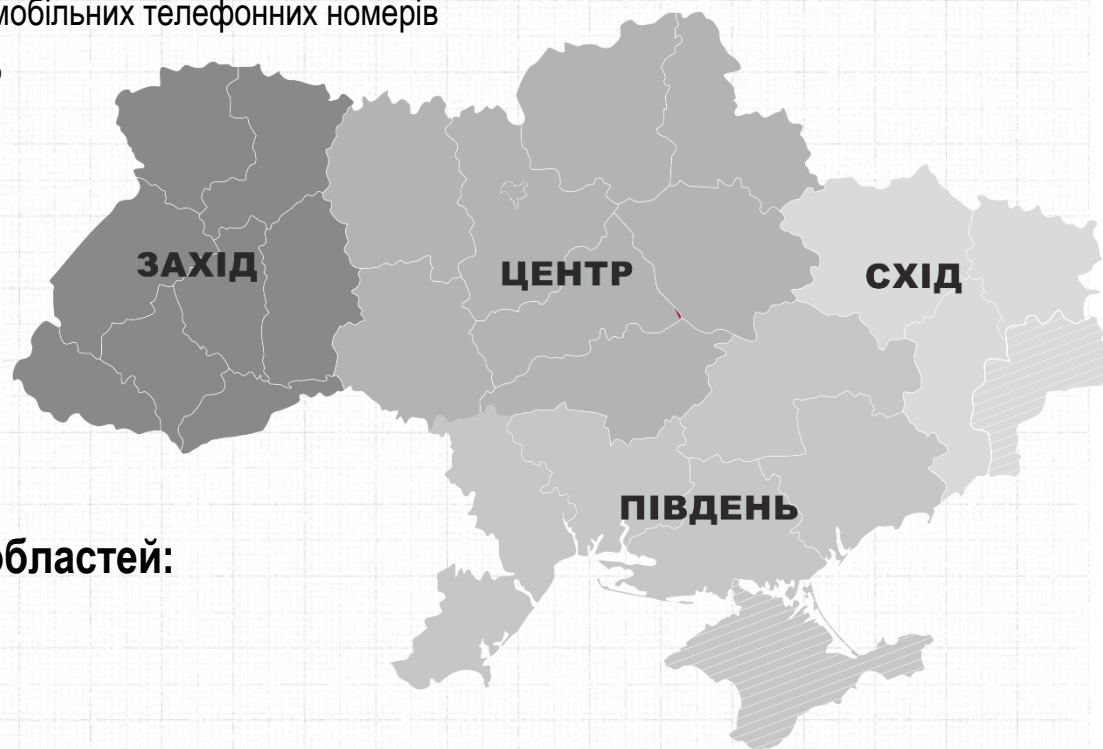 мобільних телефонних номерів
ЗАХІД
ЦЕНТР
СХІД
ПІВДЕНЬ
областей: